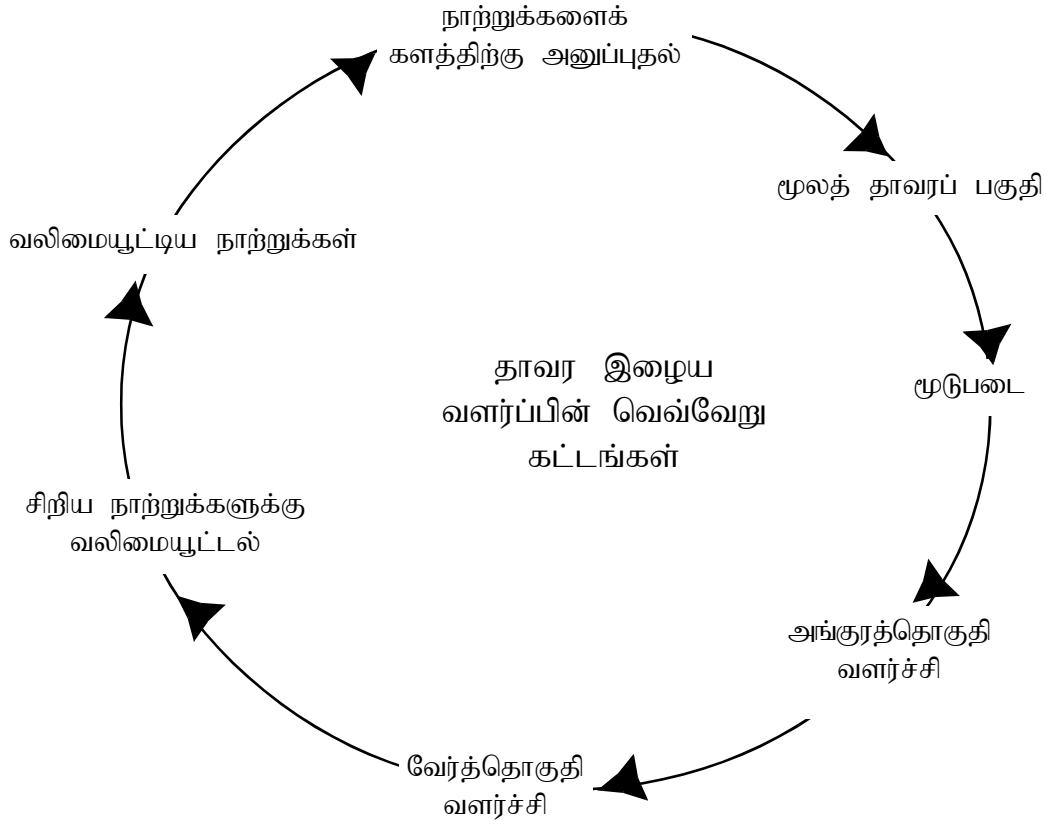 நாற்றுக்களைக்
களத்திற்கு அனுப்புதல்
மூலத் தாவரப் பகுதி
மூடுபடை
அங்குரத்தொகுதி
வளர்ச்சி
வேர்த்தொகுதி
வளர்ச்சி
சிறிய நாற்றுக்களுக்கு
வலிமையூட்டல்
வலிமையூட்டிய நாற்றுக்கள்
தாவர இழைய
வளர்ப்பின் வெவ்வேறு
கட்டங்கள்